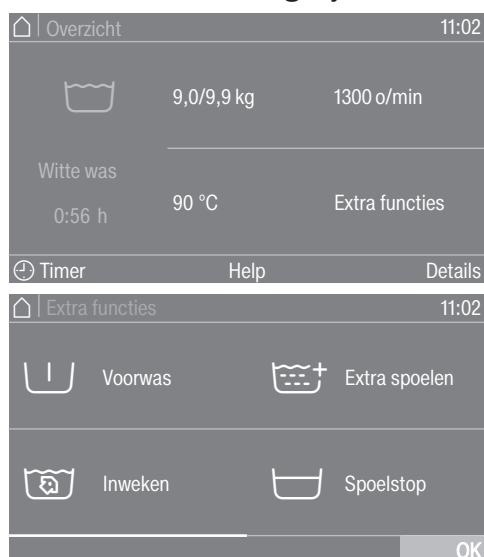 Overzicht 11:02
9,0/9,9 kg 1300 o/min
Witte was
0:56 h
90 °C Extra functies
Timer Help Details
Extra functies 11:02
Voorwas Extra spoelen
Inweken Spoelstop
OK